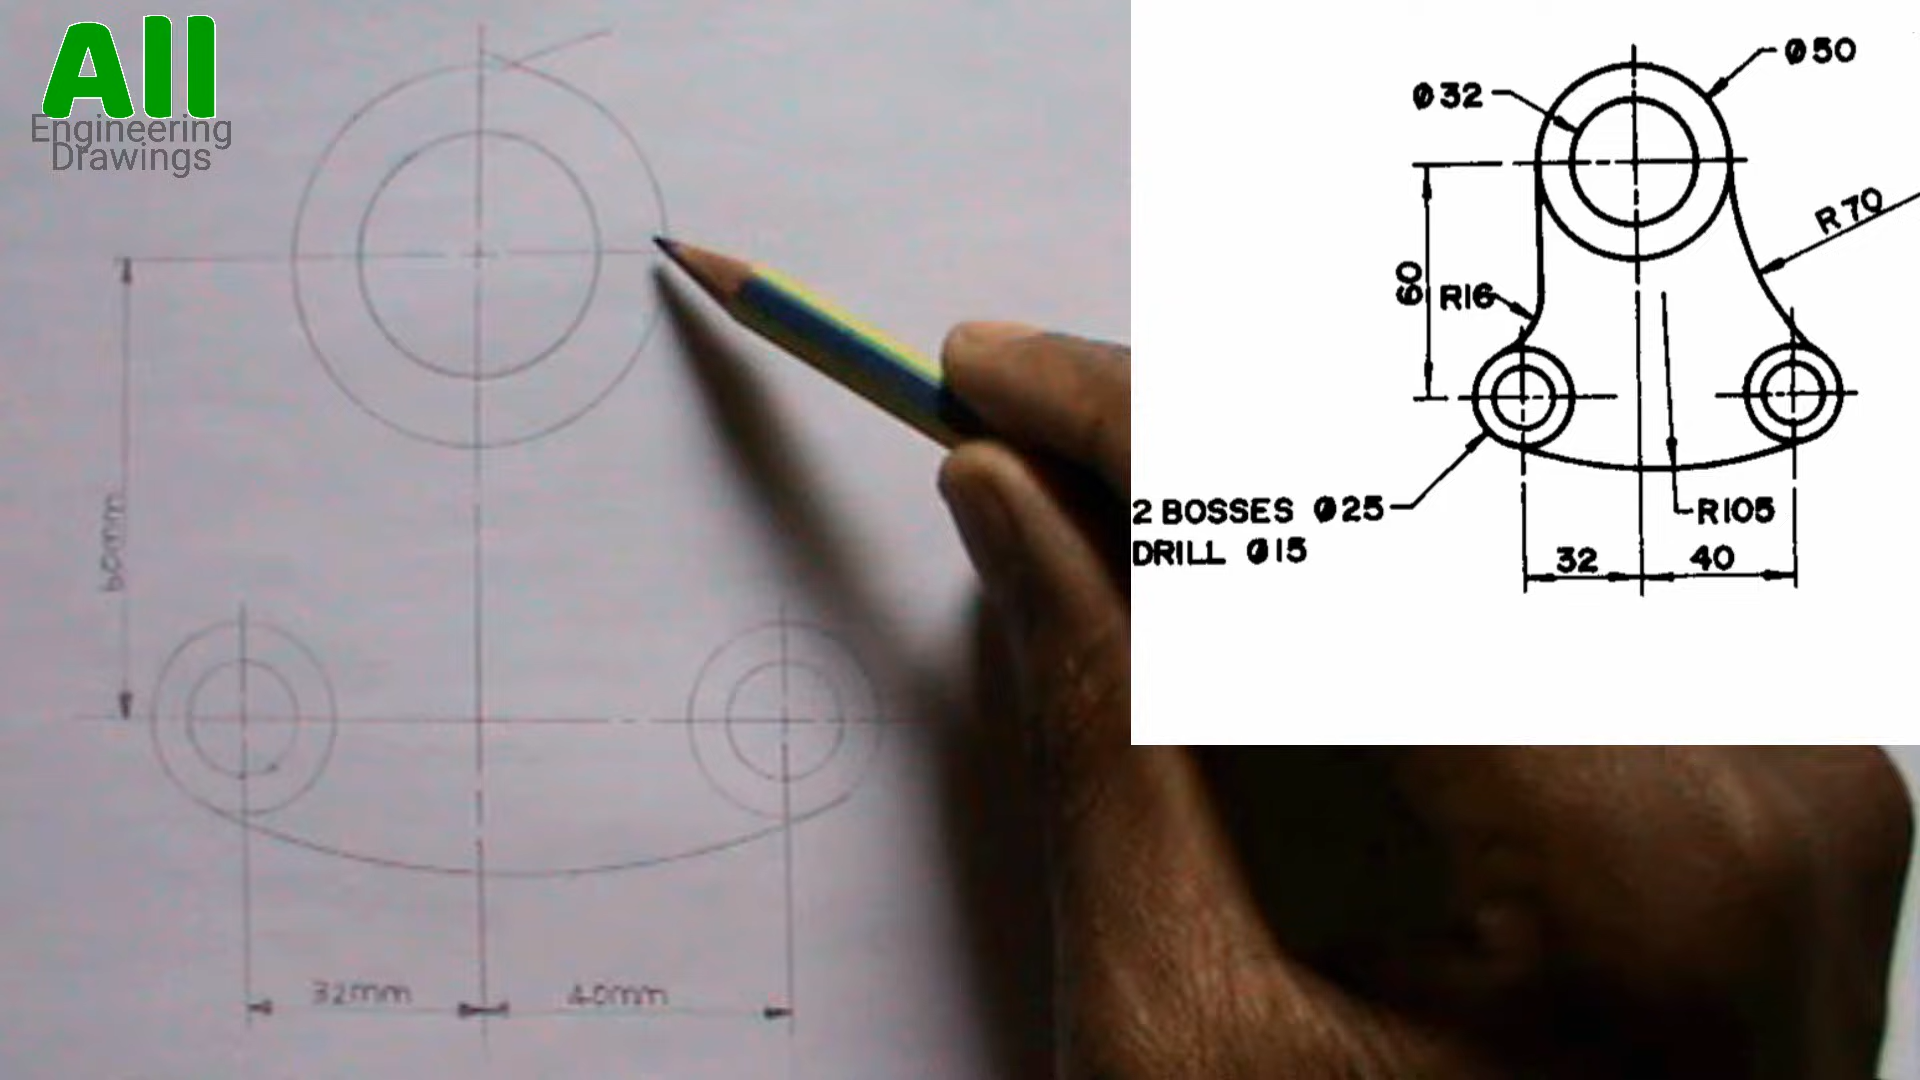 All
Engineering
Drawings
60mm
32mm
40mm
Ø50
Ø32
R70
60
R16
2 BOSSES Ø25
DRILL Ø15
R105
32
40